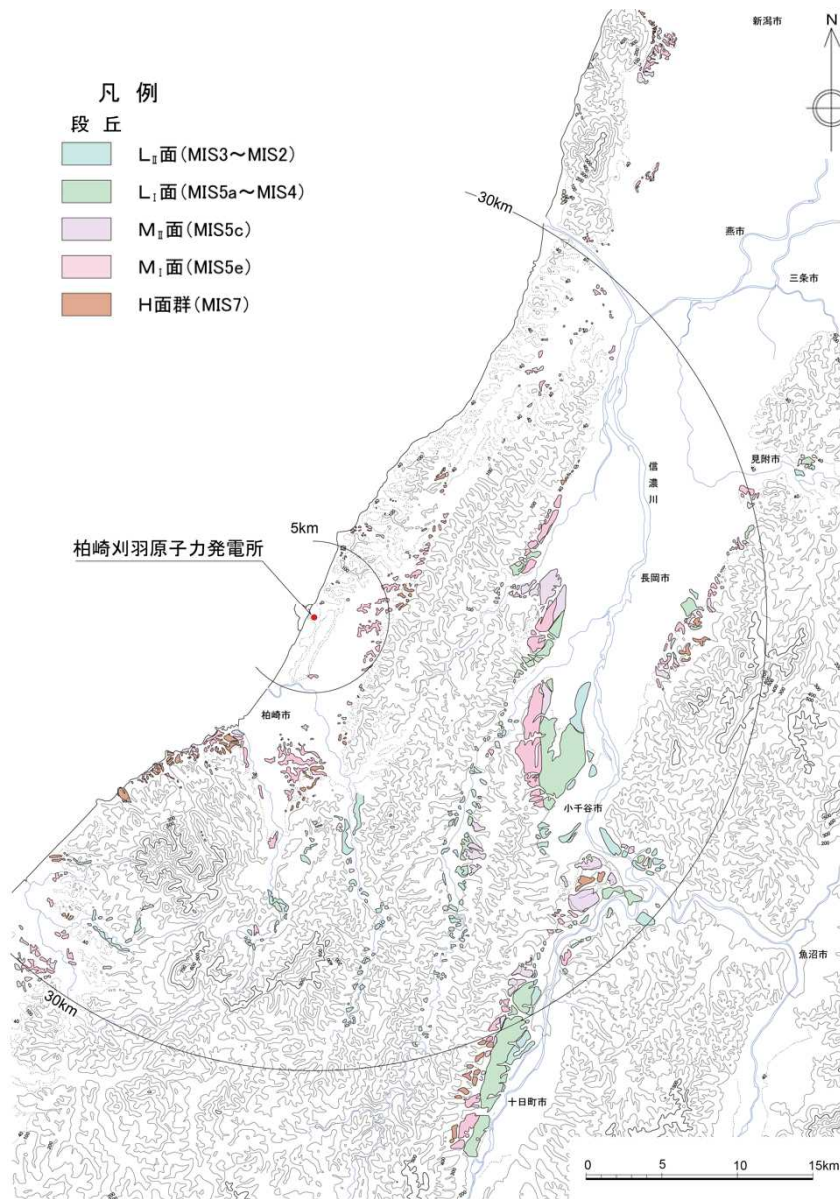 新潟市
N
凡 例
段 丘
LⅡ面(MIS3～MIS2)
LⅠ面(MIS5a～MIS4)
MⅡ面(MIS5c)
MⅠ面(MIS5e)
H面群(MIS7)
30km
燕市
三条市
見附市
信濃川
5km
柏崎刈羽原子力発電所
長岡市
柏崎市
小千谷市
魚沼市
30km
十日町市
0 5 10 15km